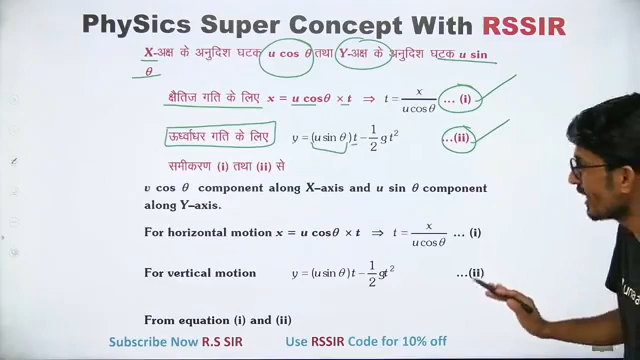 PhySics Super Concept With RSSIR
X-अक्ष के अनुदिश घटक u cos θ तथा Y-अक्ष के अनुदिश घटक u sin
θ
क्षैतिज गति के लिए x = u cosθ × t ⇒ t = x / u cosθ ... (i)
ऊर्ध्वाधर गति के लिए y = (u sin θ) t − 1/2 g t² ...(ii)
समीकरण (i) तथा (ii) से
v cos θ component along X-axis and u sin θ component
along Y-axis.
For horizontal motion x = u cosθ × t ⇒ t = x / u cosθ ... (i)
For vertical motion y = (u sin θ) t − 1/2 gt² ...(ii)
From equation (i) and (ii)
Subscribe Now R.S SIR Use RSSIR Code for 10% off